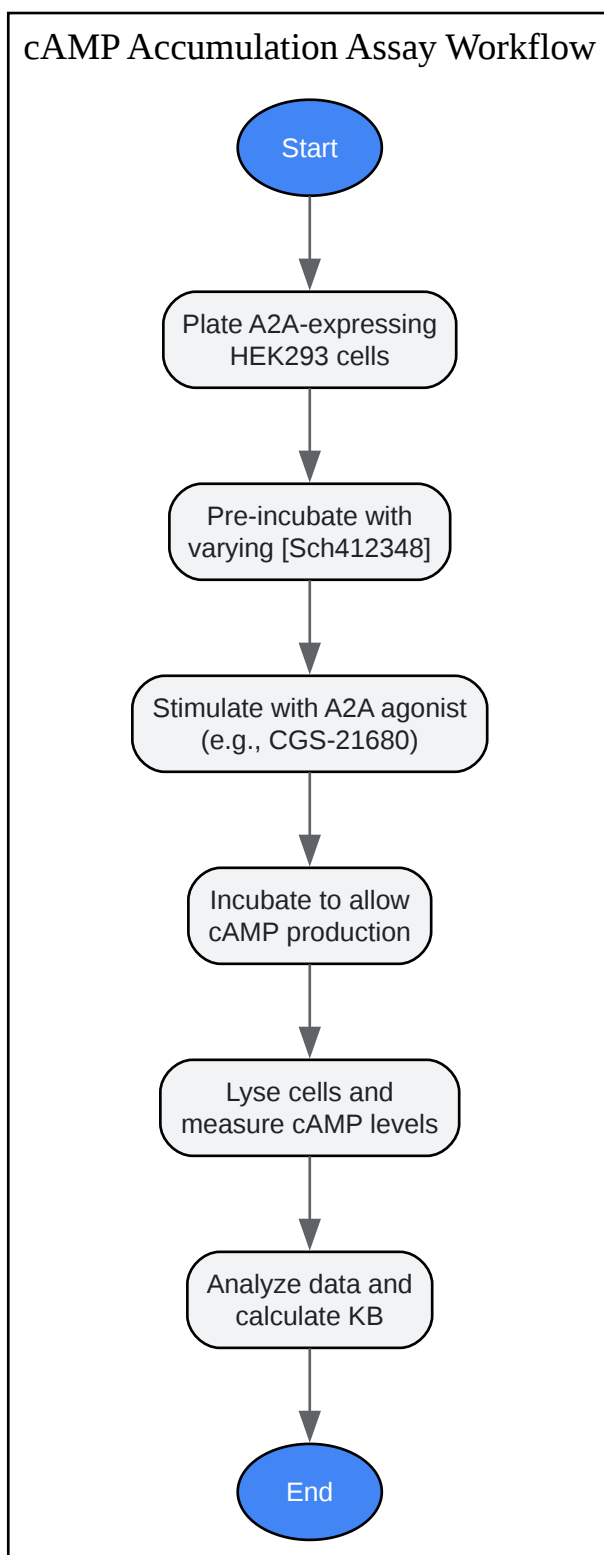 cAMP Accumulation Assay Workflow
Start
Plate A2A-expressing
HEK293 cells
Pre-incubate with
varying [Sch412348]
Stimulate with A2A agonist
(e.g., CGS-21680)
Incubate to allow
cAMP production
Lyse cells and
measure cAMP levels
Analyze data and
calculate KB
End